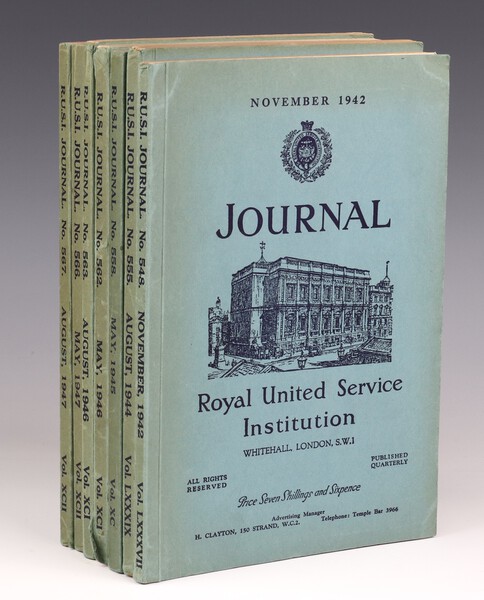 NOVEMBER 1942
JOURNAL
Royal United Service
Institution
WHITEHALL, LONDON, S.W.1
ALL RIGHTS
RESERVED
PUBLISHED
QUARTERLY
Price Seven Shillings and Sixpence
Advertising Manager
H. CLAYTON, 150 STRAND, W.C.2. Telephone: Temple Bar 3966
R.U.S.I. JOURNAL. No. 548. NOVEMBER, 1942 Vol. LXXXVII
R.U.S.I. JOURNAL. No. 555. AUGUST, 1944 Vol. LXXXIX
R.U.S.I. JOURNAL. No. 558. MAY, 1945 Vol. XC
R.U.S.I. JOURNAL. No. 562. MAY, 1946 Vol. XCI
R.U.S.I. JOURNAL. No. 563. AUGUST, 1946 Vol. XCI
R.U.S.I. JOURNAL. No. 566. MAY, 1947 Vol. XCII
R.U.S.I. JOURNAL. No. 567. AUGUST, 1947 Vol. XCII